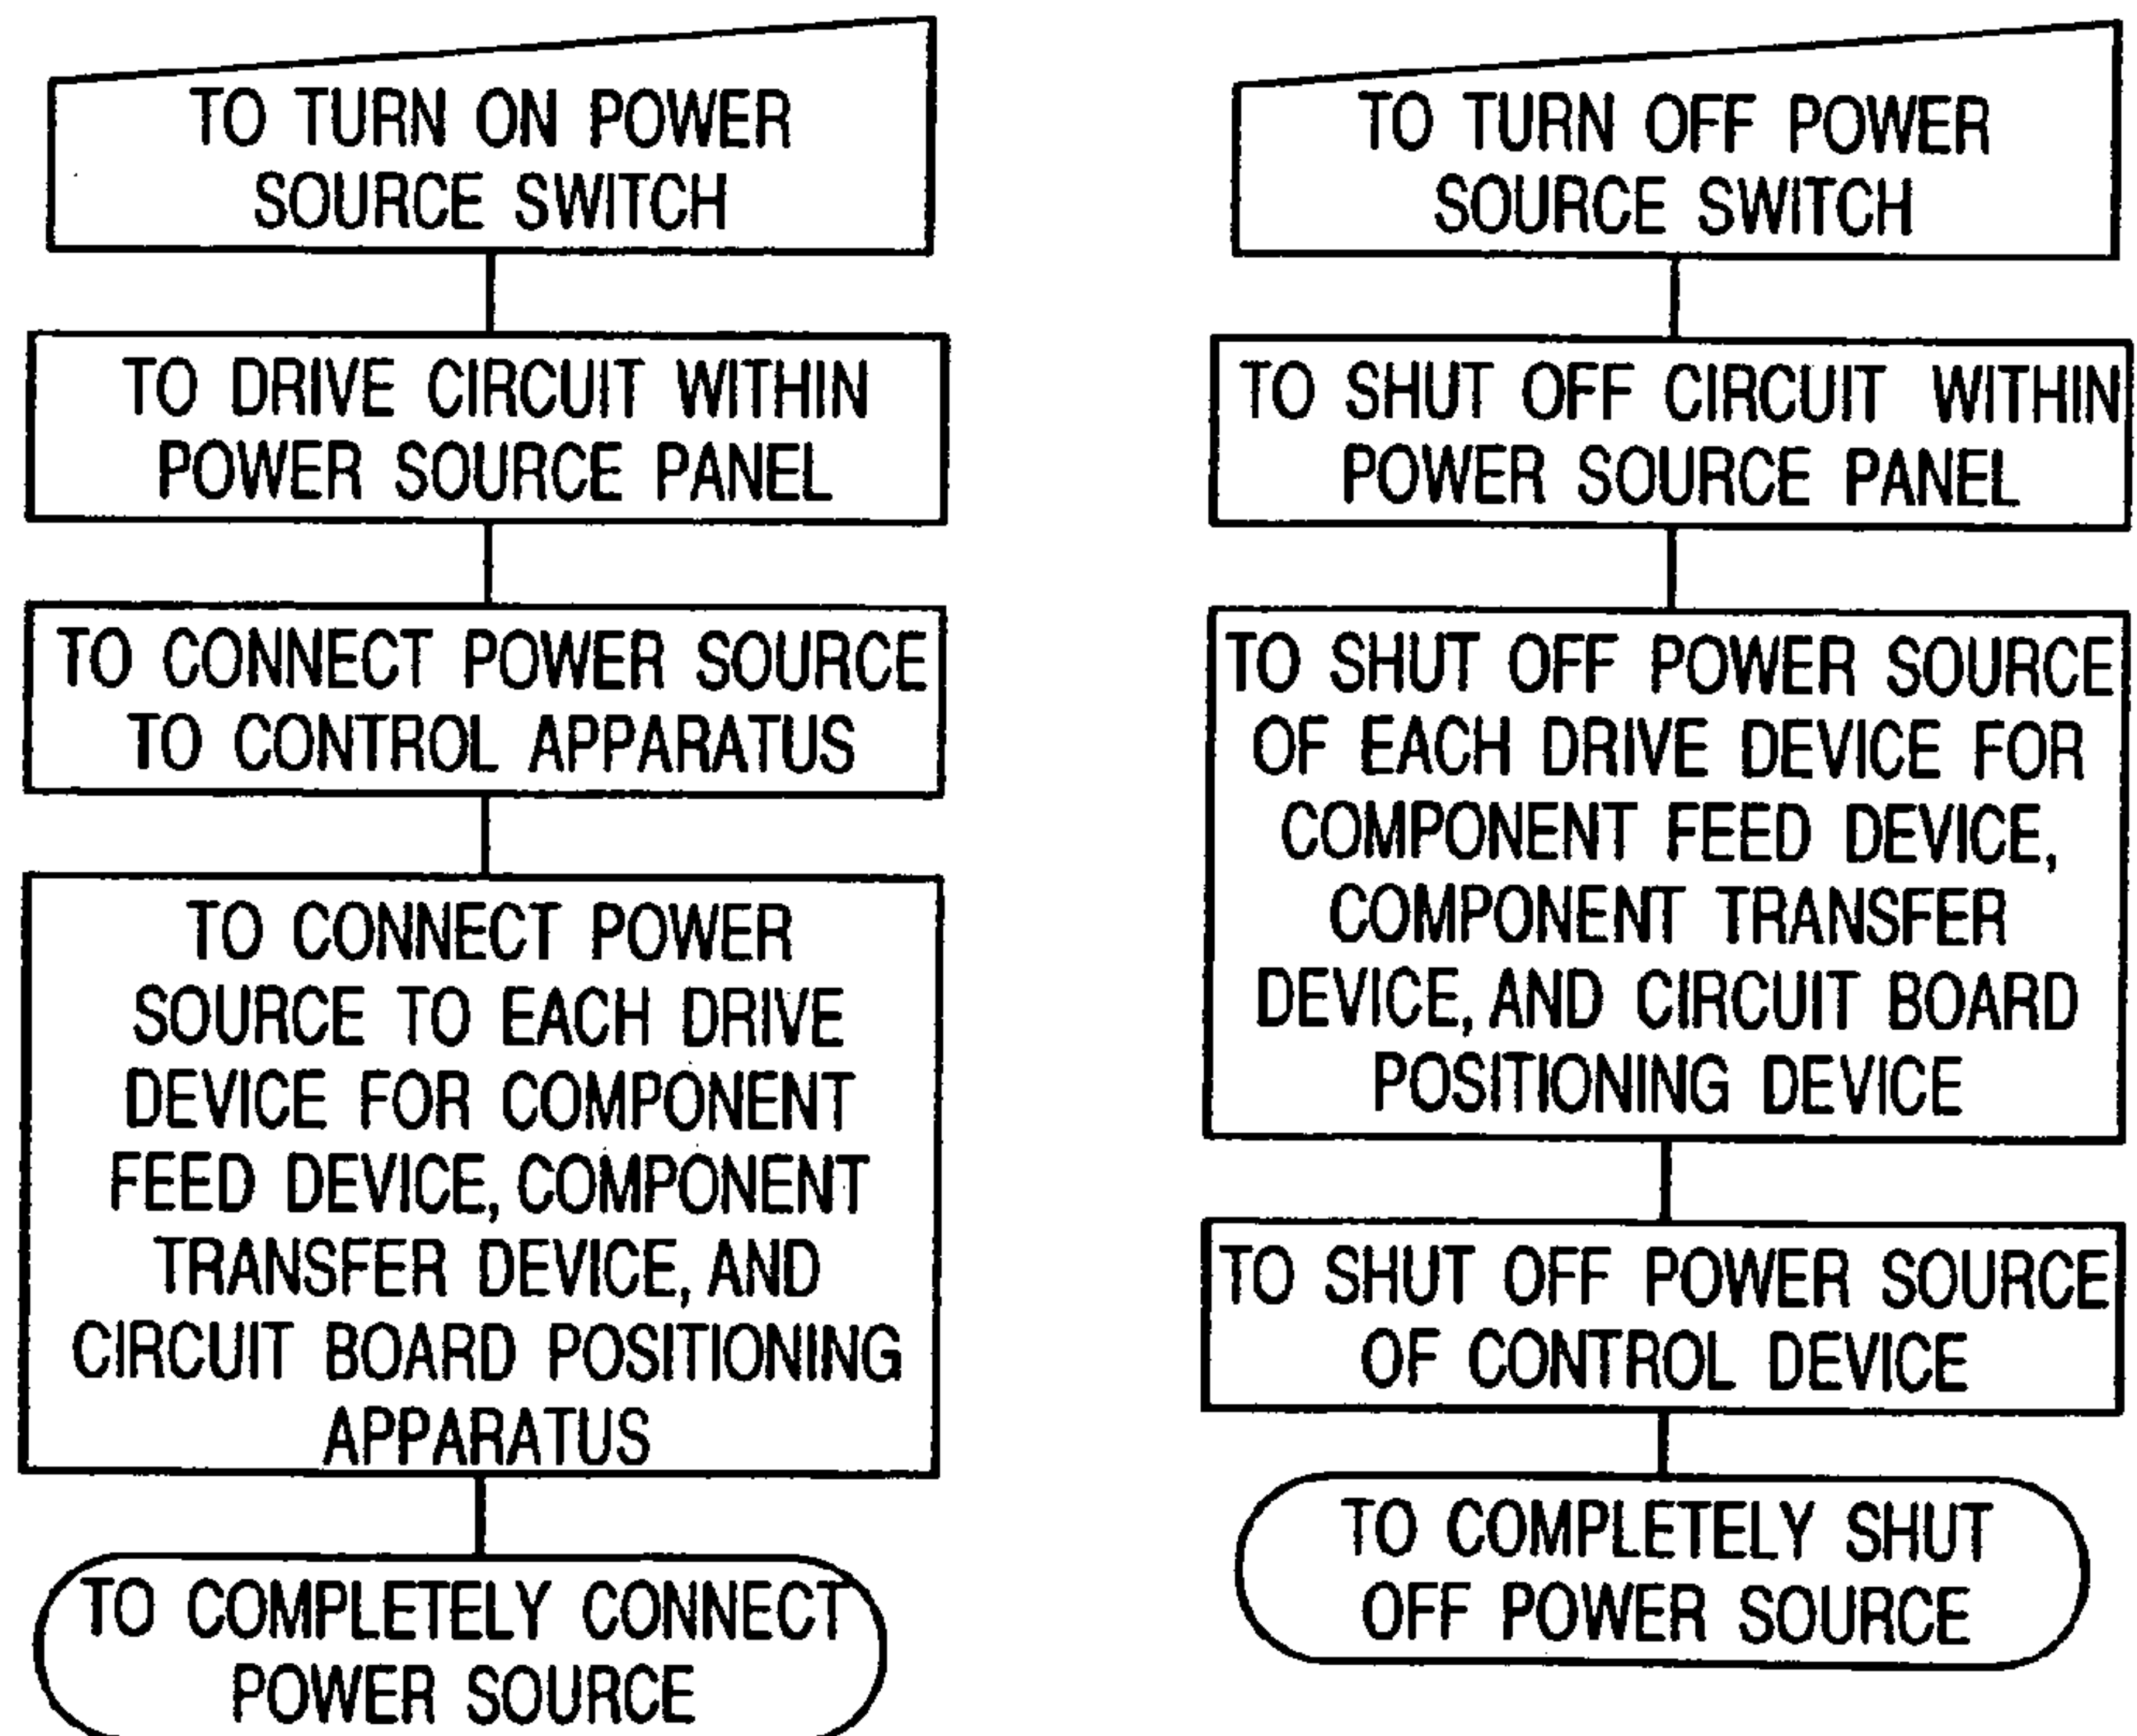 TO TURN ON POWER
SOURCE SWITCH
TO DRIVE CIRCUIT WITHIN
POWER SOURCE PANEL
TO CONNECT POWER SOURCE
TO CONTROL APPARATUS
TO CONNECT POWER
SOURCE TO EACH DRIVE
DEVICE FOR COMPONENT
FEED DEVICE, COMPONENT
TRANSFER DEVICE, AND
CIRCUIT BOARD POSITIONING
APPARATUS
TO COMPLETELY CONNECT
POWER SOURCE
TO TURN OFF POWER
SOURCE SWITCH
TO SHUT OFF CIRCUIT WITHIN
POWER SOURCE PANEL
TO SHUT OFF POWER SOURCE
OF EACH DRIVE DEVICE FOR
COMPONENT FEED DEVICE,
COMPONENT TRANSFER
DEVICE, AND CIRCUIT BOARD
POSITIONING DEVICE
TO SHUT OFF POWER SOURCE
OF CONTROL DEVICE
TO COMPLETELY SHUT
OFF POWER SOURCE